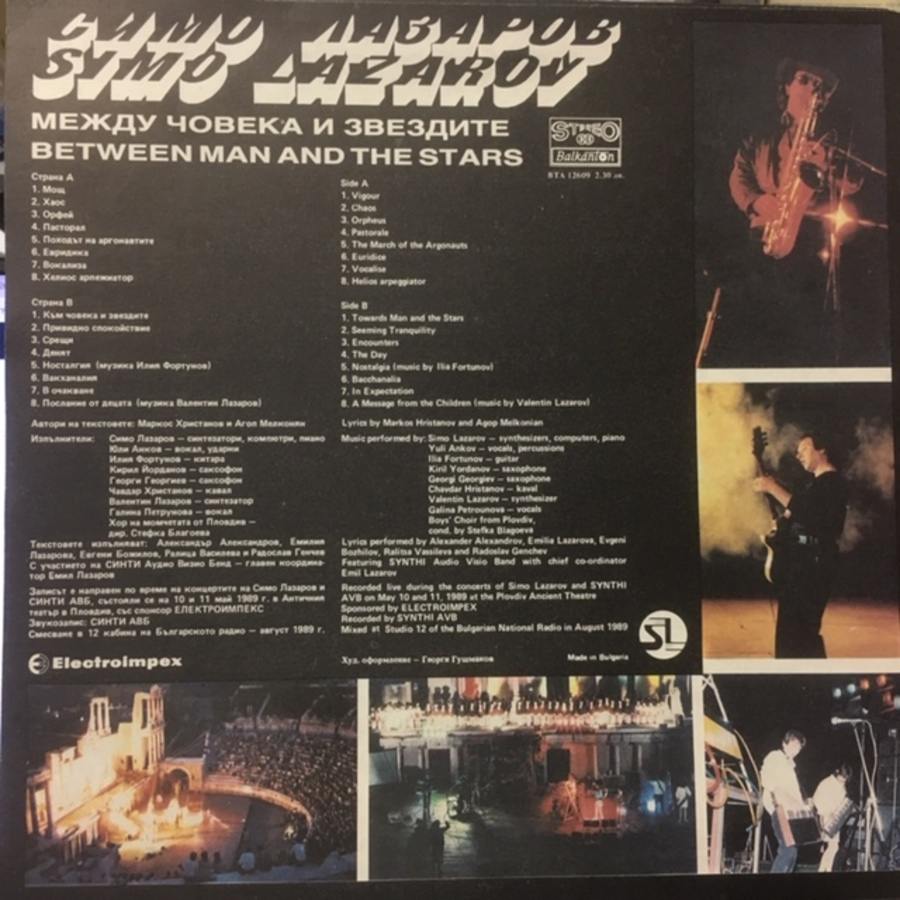 СИМО ЛАЗАРОВ
SIMO LAZAROV
МЕЖДУ ЧОВЕКА И ЗВЕЗДИТЕ
BETWEEN MAN AND THE STARS
STEREO
Balkanton
ВТА 12609 2.30 лв.
Страна А
1. Мощ
2. Хаос
3. Орфей
4. Пасторал
5. Походът на аргонавтите
6. Евридика
7. Вокализа
8. Хелиос арпежиатор
Side A
1. Vigour
2. Chaos
3. Orpheus
4. Pastorale
5. The March of the Argonauts
6. Euridice
7. Vocalise
8. Helios arpeggiator
Страна В
1. Към човека и звездите
2. Привидно спокойствие
3. Срещи
4. Денят
5. Носталгия (музика Илия Фортунов)
6. Вакханалия
7. В очакване
8. Послание от децата (музика Валентин Лазаров)
Side B
1. Towards Man and the Stars
2. Seeming Tranquility
3. Encounters
4. The Day
5. Nostalgia (music by Ilia Fortunov)
6. Bacchanalia
7. In Expectation
8. A Message from the Children (music by Valentin Lazarov)
Автори на текстовете: Маркос Христанов и Агоп Мелконян
Изпълнители: Симо Лазаров — синтезатори, компютри, пиано
Юли Анков — вокал, ударни
Илия Фортунов — китара
Кирил Йорданов — саксофон
Георги Георгиев — саксофон
Чавдар Христанов — кавал
Валентин Лазаров — синтезатор
Галина Петрунова — вокал
Хор на момчетата от Пловдив —
дир. Стефка Благоева
Текстовете изпълняват: Александър Александров, Емилия
Лазарова, Евгени Божилов, Ралица Василева и Радослав Генчев
С участието на СИНТИ Аудио Визио Бенд — главен координа-
тор Емил Лазаров
Записът е направен по време на концертите на Симо Лазаров и
СИНТИ АВБ, състояли се на 10 и 11 май 1989 г. в Античния
театър в Пловдив, със спонсор ЕЛЕКТРОИМПЕКС
Звукозапис: СИНТИ АВБ
Смесване в 12 кабина на Българското радио — август 1989 г.
Lyrics by Markos Hristanov and Agop Melkonian
Music performed by: Simo Lazarov — synthesizers, computers, piano
Yuli Ankov — vocals, percussions
Ilia Fortunov — guitar
Kiril Yordanov — saxophone
Georgi Georgiev — saxophone
Chavdar Hristanov — kaval
Valentin Lazarov — synthesizer
Galina Petrounova — vocals
Boys' Choir from Plovdiv,
cond. by Stefka Blagoeva
Lyrics performed by Alexander Alexandrov, Emilia Lazarova, Evgeni
Bozhilov, Ralitsa Vassileva and Radoslav Genchev
Featuring SYNTHI Audio Visio Band with chief co-ordinator
Emil Lazarov
Recorded live during the concerts of Simo Lazarov and SYNTHI
AVB on May 10 and 11, 1989 at the Plovdiv Ancient Theatre
Sponsored by ELECTROIMPEX
Recorded by SYNTHI AVB
Mixed at Studio 12 of the Bulgarian National Radio in August 1989
SL
Electroimpex
Худ. оформление — Георги Гушмаков
Made in Bulgaria